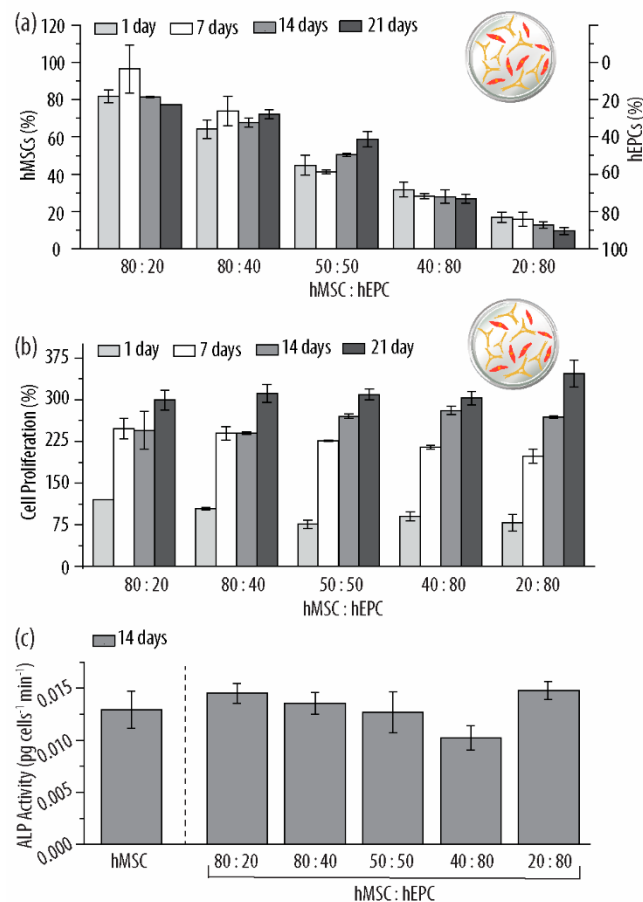 (a)
1 day 7 days 14 days 21 days
hMSCs (%)
100
80
60
40
20
0
0
20
40
60
80
100
hEPCs (%)
80 : 20 80 : 40 50 : 50 40 : 80 20 : 80
hMSC : hEPC
(b)
1 day 7 days 14 days 21 day
Cell Proliferation (%)
375
300
225
150
75
0
80 : 20 80 : 40 50 : 50 40 : 80 20 : 80
hMSC : hEPC
(c)
14 days
ALP Activity (pg cells⁻¹ min⁻¹)
0.015
0.010
0.005
0.000
hMSC 80 : 20 80 : 40 50 : 50 40 : 80 20 : 80
hMSC : hEPC